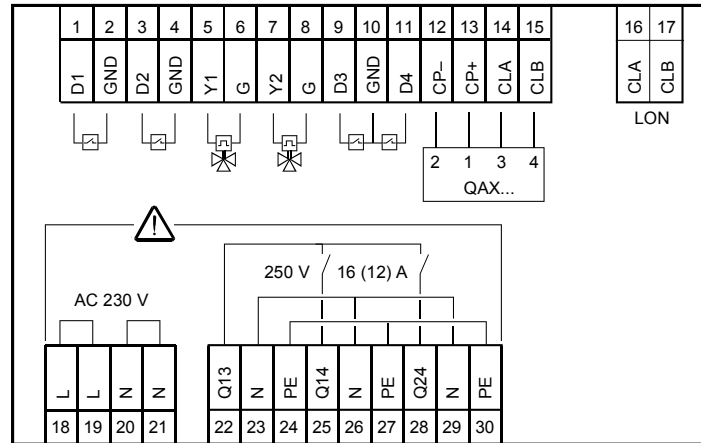 1 2 3 4 5 6 7 8 9 10 11 12 13 14 15 16 17
D1 GND D2 GND Y1 G Y2 G D3 GND D4 CP– CP+ CLA CLB CLA CLB
LON
2 1 3 4
QAX...
!
250 V 16 (12) A
AC 230 V
L L N N Q13 N PE Q14 N PE Q24 N PE
18 19 20 21 22 23 24 25 26 27 28 29 30